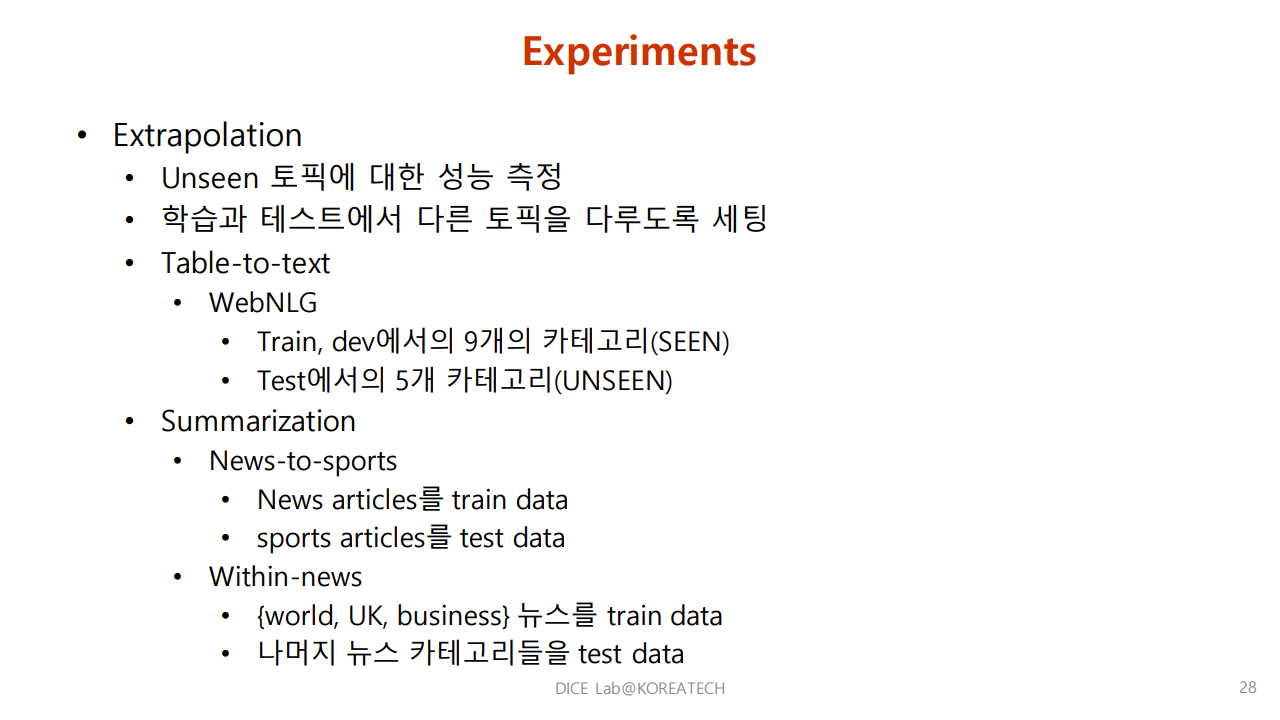 Experiments
• Extrapolation
• Unseen 토픽에 대한 성능 측정
• 학습과 테스트에서 다른 토픽을 다루도록 세팅
• Table-to-text
• WebNLG
• Train, dev에서의 9개의 카테고리(SEEN)
• Test에서의 5개 카테고리(UNSEEN)
• Summarization
• News-to-sports
• News articles를 train data
• sports articles를 test data
• Within-news
• {world, UK, business} 뉴스를 train data
• 나머지 뉴스 카테고리들을 test data
DICE Lab@KOREATECH
28